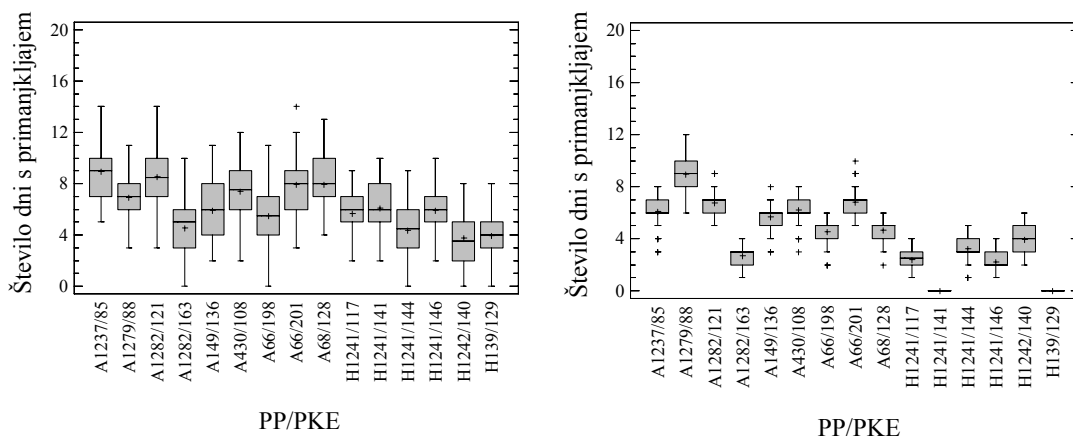 Število dni s primanjkljajem
20
16
12
8
4
0
A1237/85
A1279/88
A1282/121
A1282/163
A149/136
A430/108
A66/198
A66/201
A68/128
H1241/117
H1241/141
H1241/144
H1241/146
H1242/140
H139/129
PP/PKE
Število dni s primanjkljajem
20
16
12
8
4
0
A1237/85
A1279/88
A1282/121
A1282/163
A149/136
A430/108
A66/198
A66/201
A68/128
H1241/117
H1241/141
H1241/144
H1241/146
H1242/140
H139/129
PP/PKE